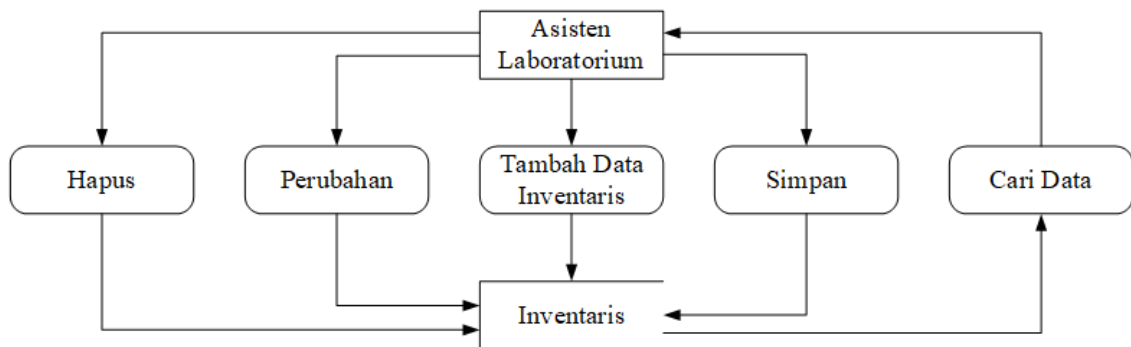 Asisten
Laboratorium
Hapus
Perubahan
Tambah Data
Inventaris
Simpan
Cari Data
Inventaris